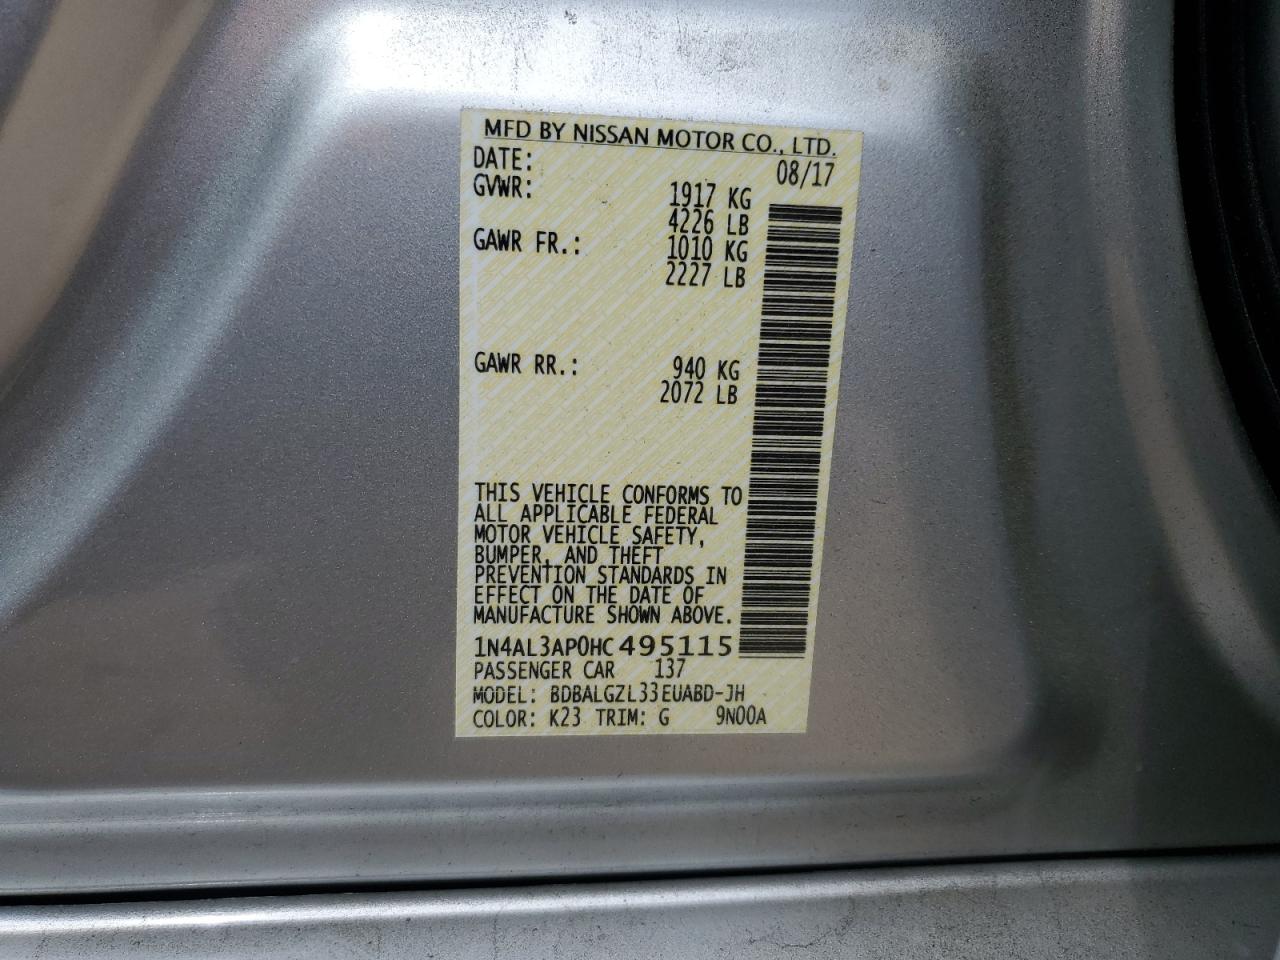 MFD BY NISSAN MOTOR CO., LTD.
DATE: 08/17
GVWR: 1917 KG
4226 LB
GAWR FR.: 1010 KG
2227 LB
GAWR RR.: 940 KG
2072 LB
THIS VEHICLE CONFORMS TO
ALL APPLICABLE FEDERAL
MOTOR VEHICLE SAFETY,
BUMPER, AND THEFT
PREVENTION STANDARDS IN
EFFECT ON THE DATE OF
MANUFACTURE SHOWN ABOVE.
1N4AL3AP0HC495115
PASSENGER CAR 137
MODEL: BDBALGZL33EUABD-JH
COLOR: K23 TRIM: G 9N00A